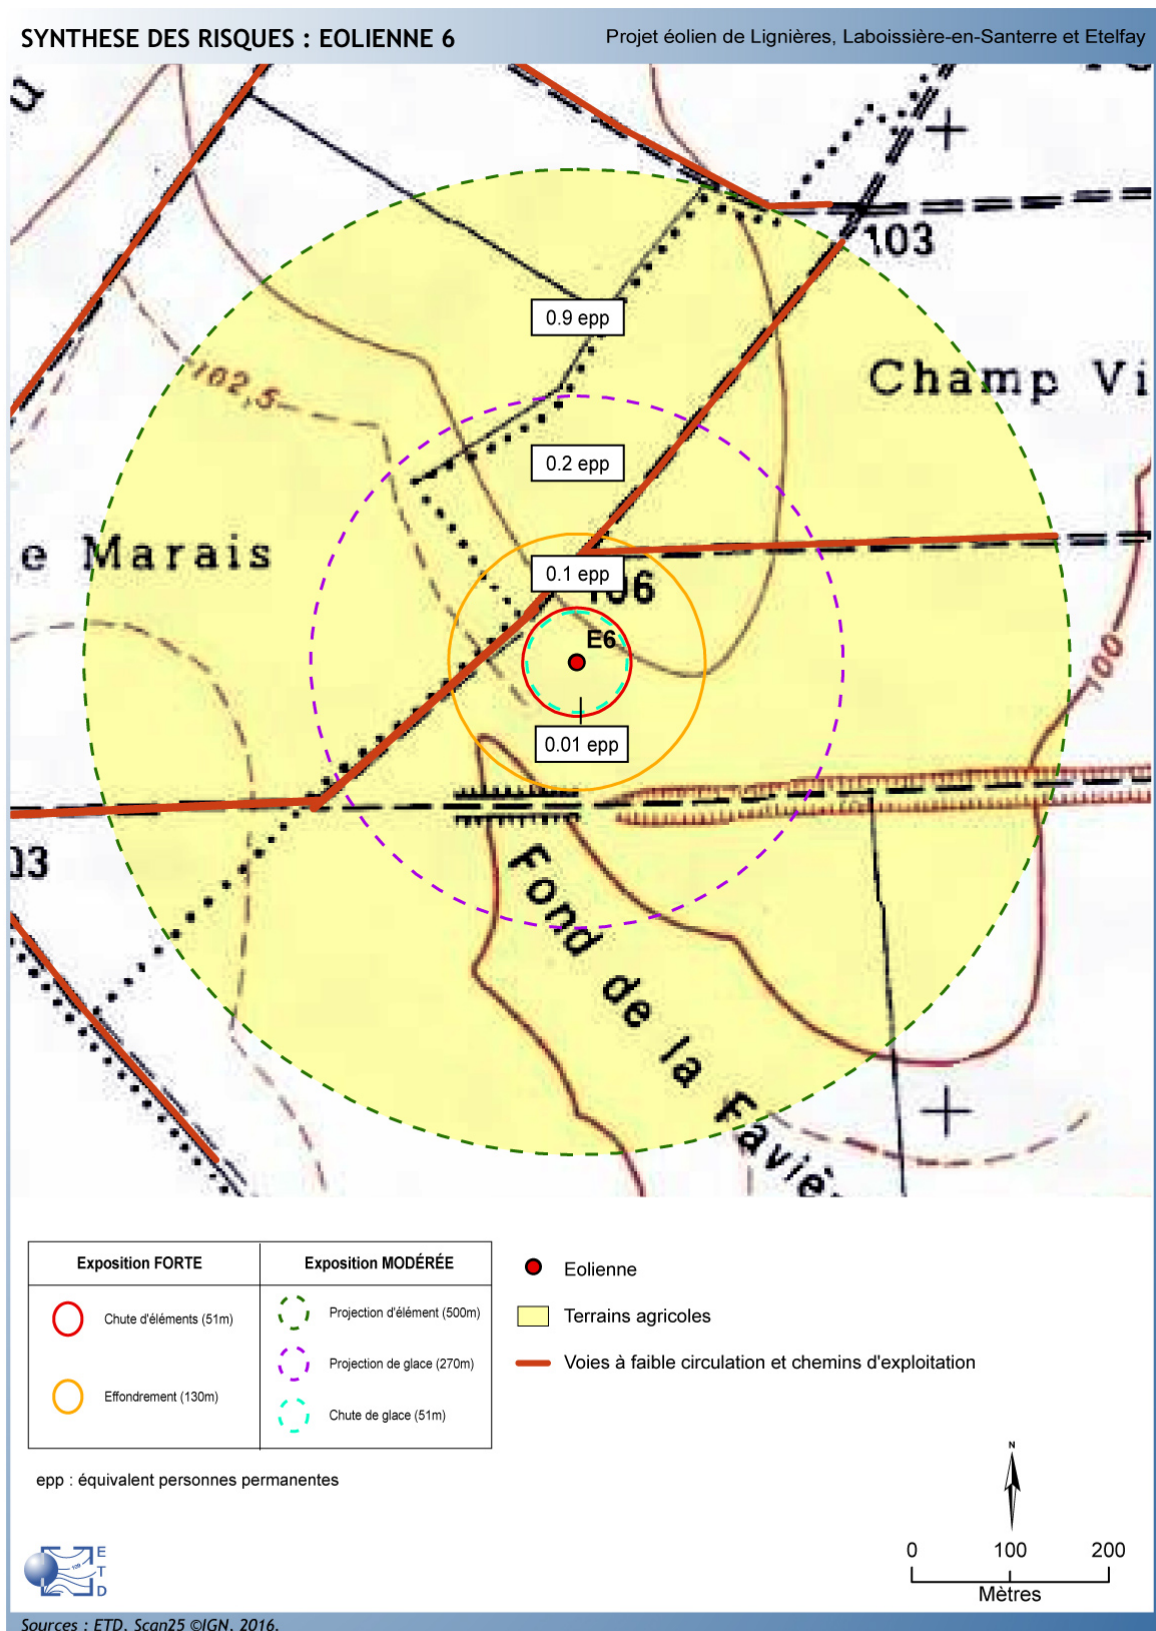 SYNTHESE DES RISQUES : EOLIENNE 6
Projet éolien de Lignières, Laboissière-en-Santerre et Etelfay
103
0.9 epp
Champ Vi
102,5
0.2 epp
e Marais
0.1 epp
106
E6
100
0.01 epp
03
Fond de la Faviè
Exposition FORTE
Exposition MODÉRÉE
Chute d'éléments (51m)
Effondrement (130m)
Projection d'élément (500m)
Projection de glace (270m)
Chute de glace (51m)
Eolienne
Terrains agricoles
Voies à faible circulation et chemins d'exploitation
epp : équivalent personnes permanentes
N
0 100 200
Mètres
E
T
D
Sources : ETD, Scan25 ©IGN, 2016.